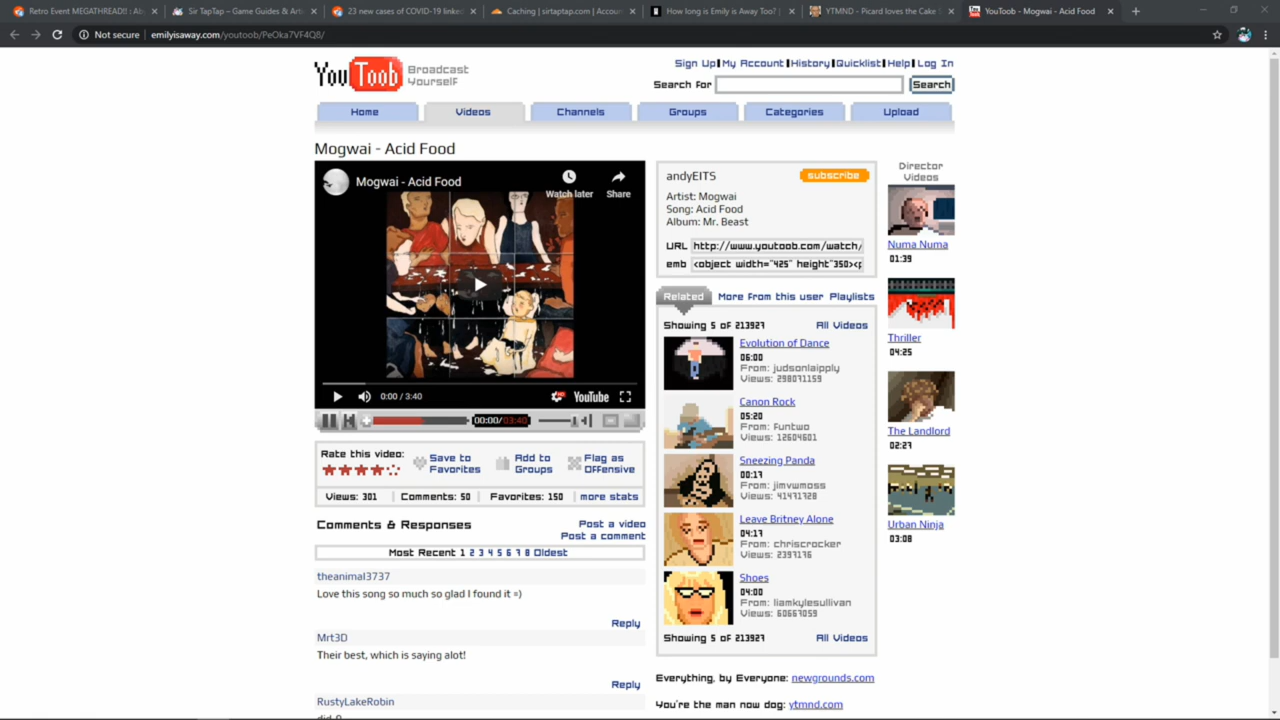 Retro Event MEGATHREAD!! : Ab
Sir TapTap – Game Guides & Arti
23 new cases of COVID-19 linked
Caching | sirtaptap.com | Accoun
How long is Emily is Away Too? |
YTMND - Picard loves the Cake S
YouToob - Mogwai - Acid Food
Not secure | emilyisaway.com/youtoob/PeOka7VF4Q8/
YouToob Broadcast Yourself
Sign Up | My Account | History | Quicklist | Help | Log In
Search for Search
Home Videos Channels Groups Categories Upload
Mogwai - Acid Food
Mogwai - Acid Food
Watch later
Share
0:00 / 3:40
YouTube
00:00/03:40
Rate this video:
Save to
Favorites
Add to
Groups
Flag as
Offensive
Views: 301 | Comments: 50 | Favorites: 150 | more stats
Comments & Responses
Post a video
Post a comment
Most Recent 1 2 3 4 5 6 7 8 Oldest
theanimal3737
Love this song so much so glad I found it =)
Reply
Mrt3D
Their best, which is saying alot!
Reply
RustyLakeRobin
andyEITS
subscribe
Artist: Mogwai
Song: Acid Food
Album: Mr. Beast
URL http://www.youtoob.com/watch/
emb <object width="425" height"350><p
Related More from this user Playlists
Showing 5 of 213927 All Videos
Evolution of Dance
06:00
From: judsonlaipply
Views: 298071159
Canon Rock
05:20
From: funtwo
Views: 12604601
Sneezing Panda
00:17
From: jimvwmoss
Views: 41471728
Leave Britney Alone
04:17
From: chriscrocker
Views: 2397176
Shoes
04:00
From: liamkylesullivan
Views: 60667059
Showing 5 of 213927 All Videos
Everything, by Everyone: newgrounds.com
You're the man now dog: ytmnd.com
Director
Videos
Numa Numa
01:39
Thriller
04:25
The Landlord
02:27
Urban Ninja
03:08